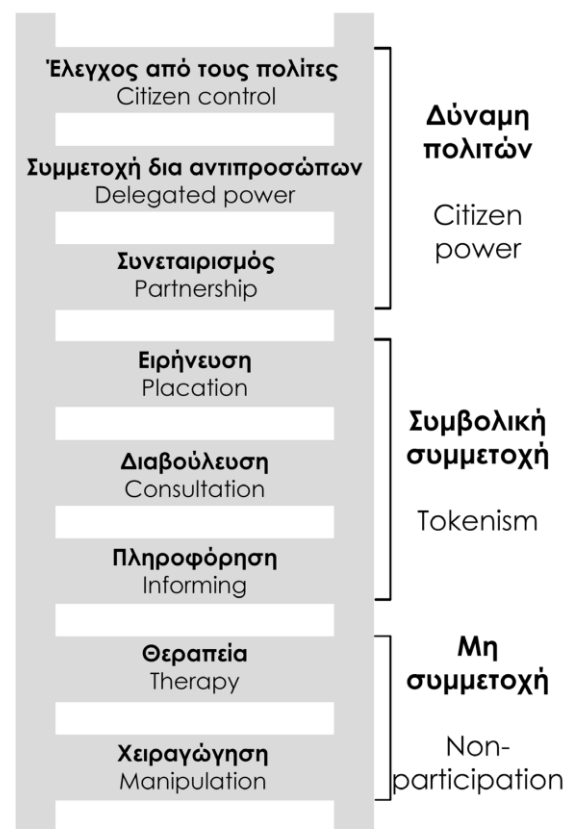 Έλεγχος από τους πολίτες
Citizen control
Συμμετοχή δια αντιπροσώπων
Delegated power
Συνεταιρισμός
Partnership
Δύναμη
πολιτών
Citizen
power
Ειρήνευση
Placation
Διαβούλευση
Consultation
Πληροφόρηση
Informing
Συμβολική
συμμετοχή
Tokenism
Θεραπεία
Therapy
Χειραγώγηση
Manipulation
Μη
συμμετοχή
Non-
participation